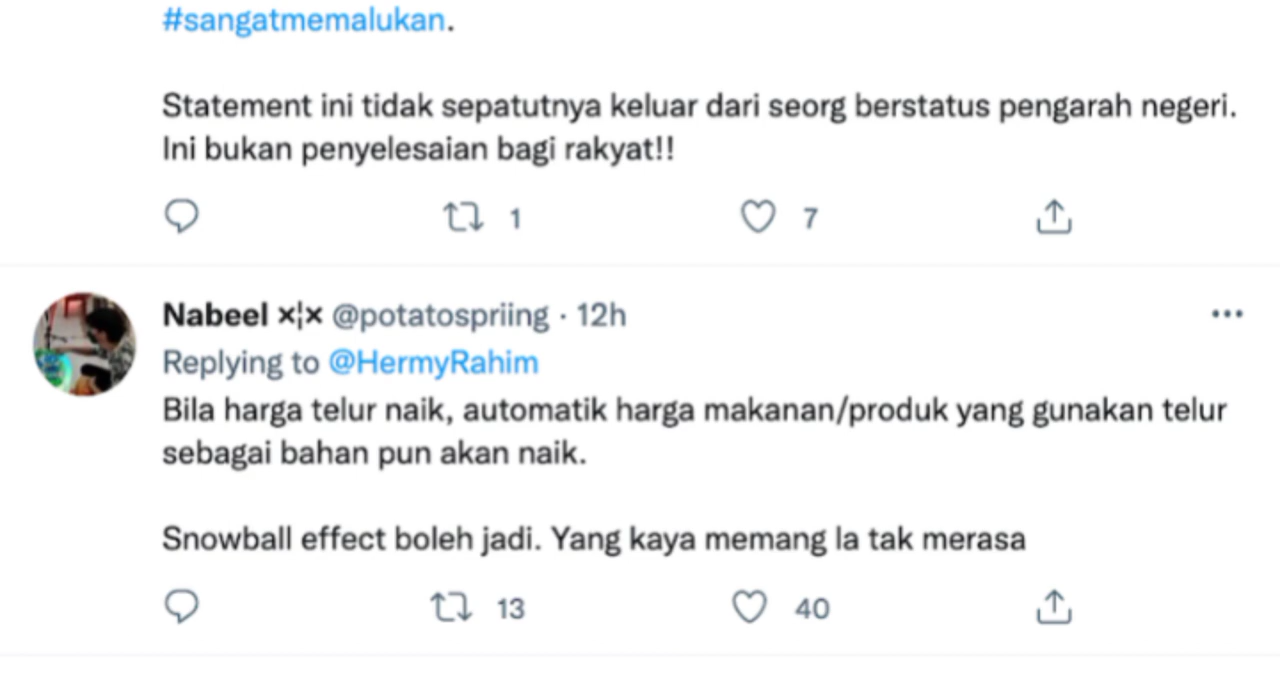 #sangatmemalukan.
Statement ini tidak sepatutnya keluar dari seorg berstatus pengarah negeri.
Ini bukan penyelesaian bagi rakyat!!
1 7
Nabeel ×¦× @potatospriing · 12h
Replying to @HermyRahim
Bila harga telur naik, automatik harga makanan/produk yang gunakan telur
sebagai bahan pun akan naik.
Snowball effect boleh jadi. Yang kaya memang la tak merasa
13 40